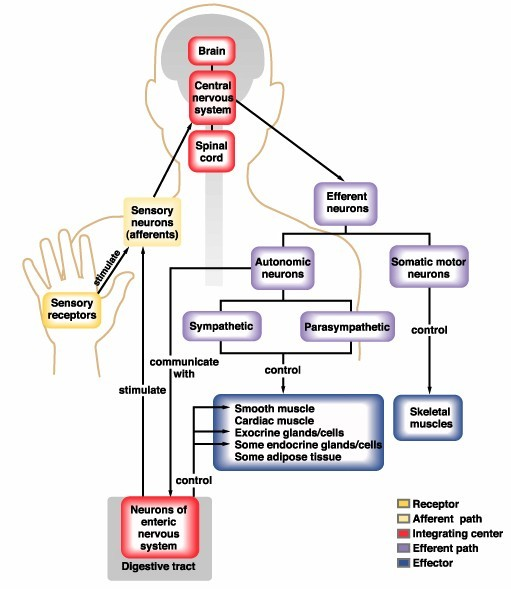 Brain
Central
nervous
system
Spinal
cord
Efferent
neurons
Sensory
neurons
(afferents)
stimulate
Sensory
receptors
Autonomic
neurons
Somatic motor
neurons
Sympathetic
Parasympathetic
control
communicate
with
control
stimulate
Smooth muscle
Cardiac muscle
Exocrine glands/cells
Some endocrine glands/cells
Some adipose tissue
Skeletal
muscles
control
Neurons of
enteric
nervous
system
Digestive tract
Receptor
Afferent path
Integrating center
Efferent path
Effector